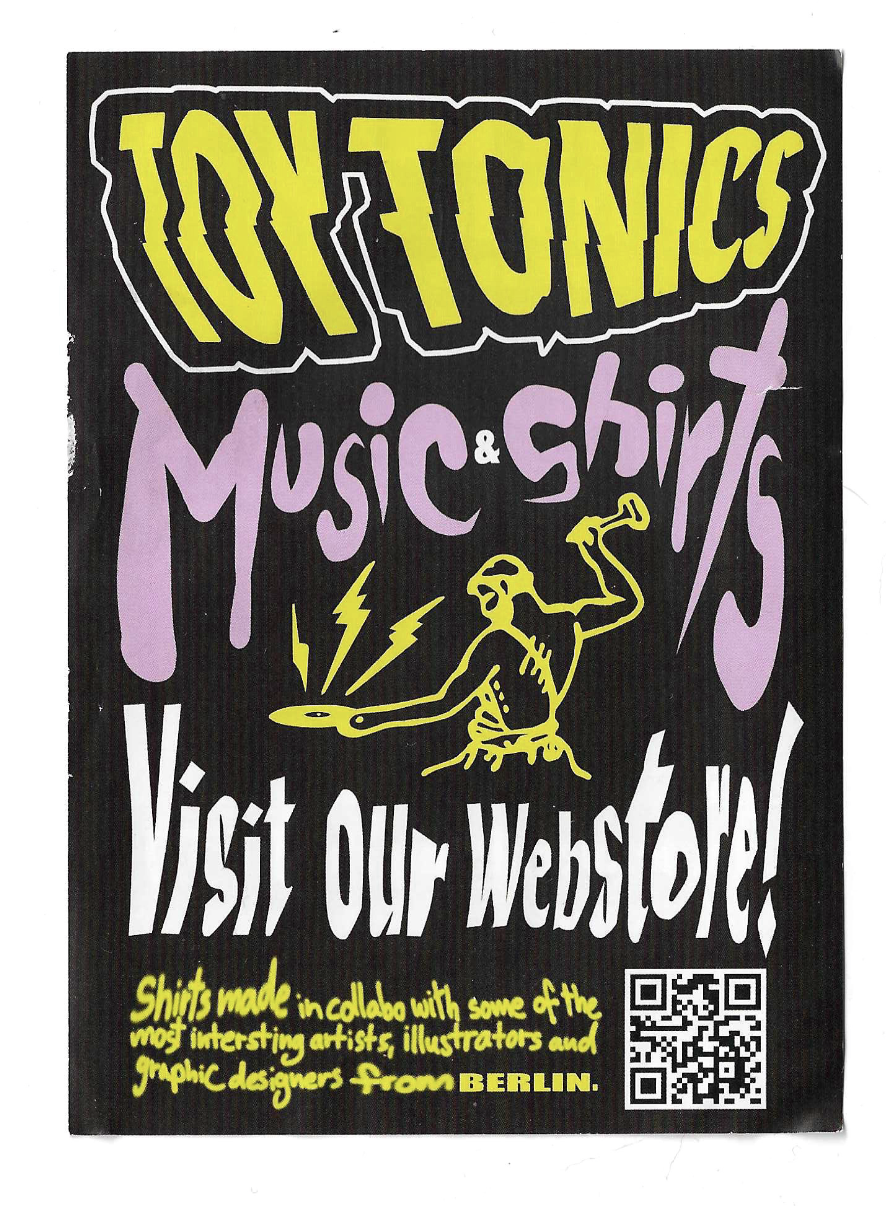 TOY TONICS
Music & Shirts
Visit our Webstore!
Shirts made in collabo with some of the
most intersting artists, illustrators and
graphic designers from BERLIN.